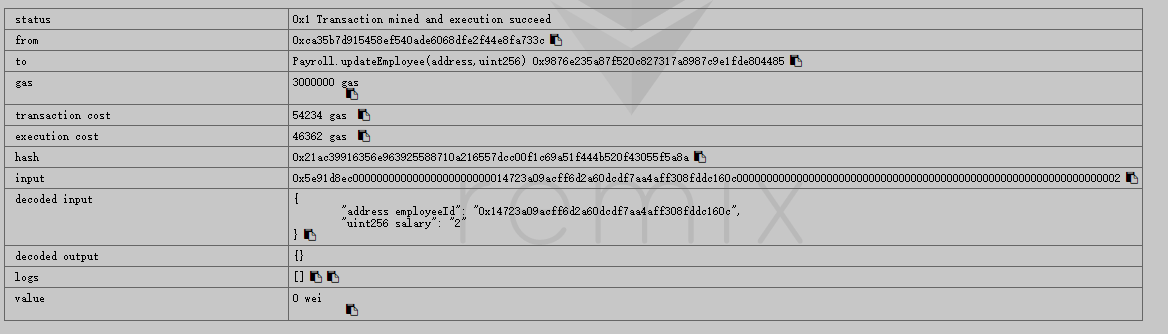 status 0x1 Transaction mined and execution succeed
from 0xca35b7d915458ef540ade6068dfe2f44e8fa733c
to Payroll.updateEmployee(address,uint256) 0x9876e235a87f520c827317a8987c9e1fde804485
gas 3000000 gas
transaction cost 54234 gas
execution cost 46362 gas
hash 0x21ac39916356e963925588710a216557dcc00f1c69a51f444b520f43055f5a8a
input 0x5e91d8ec00000000000000000000000014723a09acff6d2a60dcdf7aa4aff308fddc160c0000000000000000000000000000000000000000000000000000000000000002
decoded input {
"address employeeId": "0x14723a09acff6d2a60dcdf7aa4aff308fddc160c",
"uint256 salary": "2"
}
decoded output {}
logs []
value 0 wei
remix